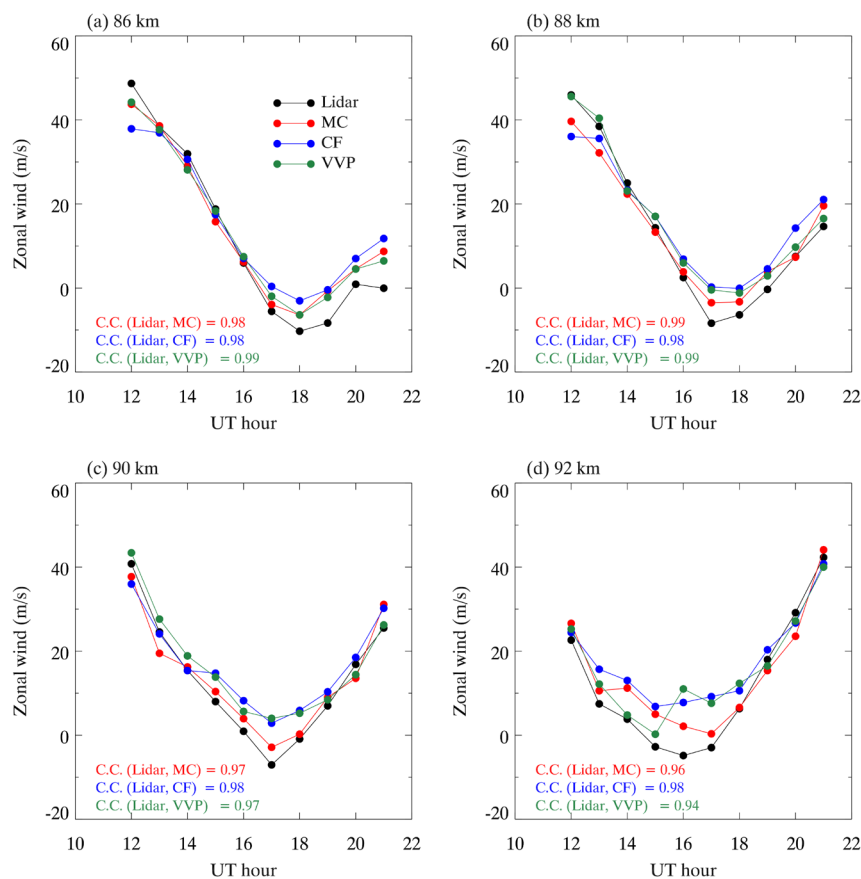 (a) 86 km
60
40
20
0
-20
Zonal wind (m/s)
Lidar
MC
CF
VVP
C.C. (Lidar, MC) = 0.98
C.C. (Lidar, CF) = 0.98
C.C. (Lidar, VVP) = 0.99
10 12 14 16 18 20 22
UT hour
(b) 88 km
60
40
20
0
-20
Zonal wind (m/s)
C.C. (Lidar, MC) = 0.99
C.C. (Lidar, CF) = 0.98
C.C. (Lidar, VVP) = 0.99
10 12 14 16 18 20 22
UT hour
(c) 90 km
60
40
20
0
-20
Zonal wind (m/s)
C.C. (Lidar, MC) = 0.97
C.C. (Lidar, CF) = 0.98
C.C. (Lidar, VVP) = 0.97
10 12 14 16 18 20 22
UT hour
(d) 92 km
60
40
20
0
-20
Zonal wind (m/s)
C.C. (Lidar, MC) = 0.96
C.C. (Lidar, CF) = 0.98
C.C. (Lidar, VVP) = 0.94
10 12 14 16 18 20 22
UT hour